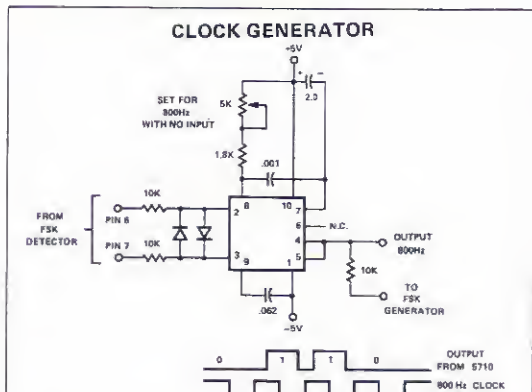 CLOCK GENERATOR
+5V
+ −
2.0
SET FOR
800Hz
WITH NO INPUT
5K
1.8K
.001
8 10 7
FROM
FSK
DETECTOR
PIN 6
10K
2
6
N.C.
4
OUTPUT
800Hz
PIN 7
10K
3
9 1
5
10K
.062
TO
FSK
GENERATOR
−5V
0 1 1 0
OUTPUT
FROM 5710
800 Hz CLOCK